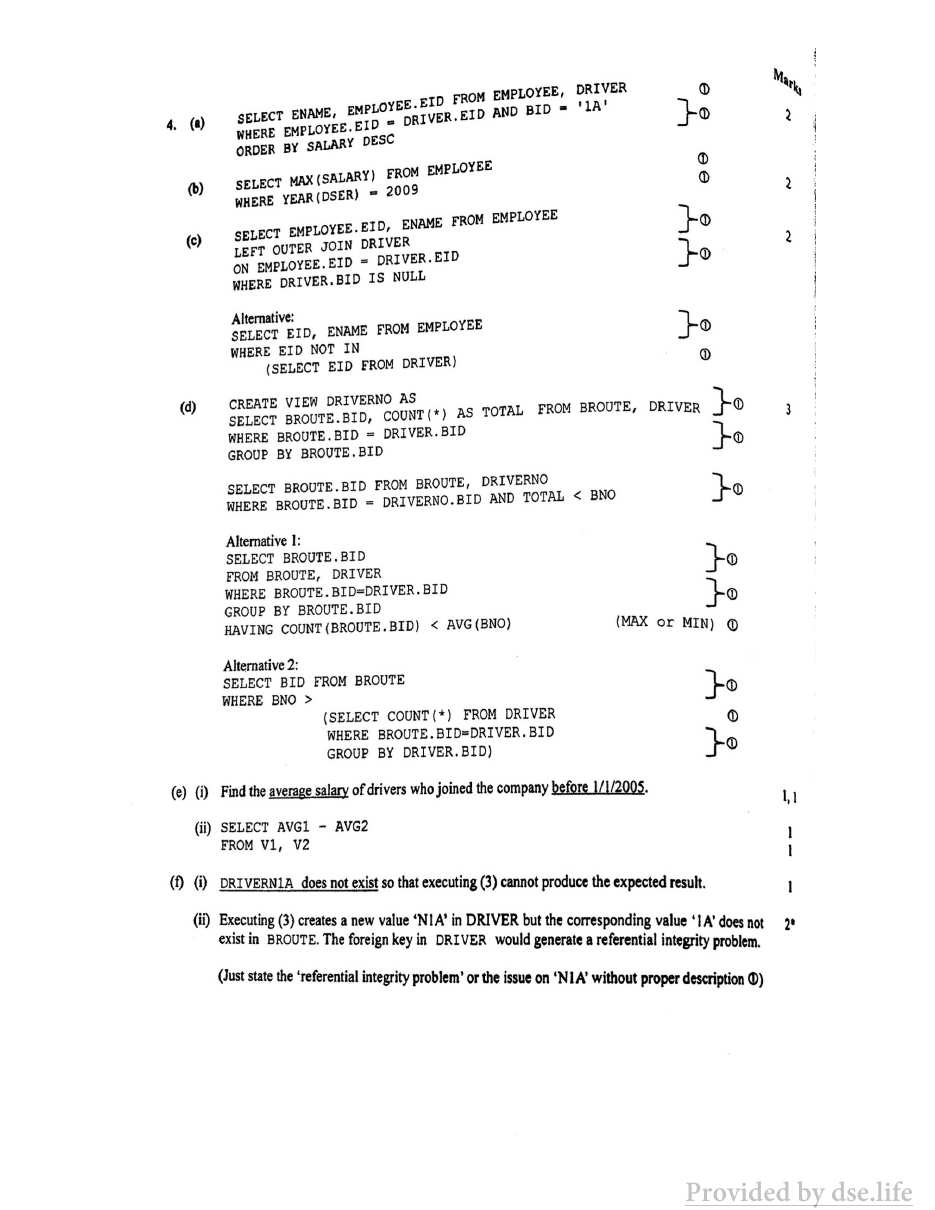 Marks
4. (a) SELECT ENAME, EMPLOYEE.EID FROM EMPLOYEE, DRIVER ①
WHERE EMPLOYEE.EID = DRIVER.EID AND BID = '1A' ① 2
ORDER BY SALARY DESC
(b) SELECT MAX(SALARY) FROM EMPLOYEE ①
WHERE YEAR(DSER) = 2009 ① 2
(c) SELECT EMPLOYEE.EID, ENAME FROM EMPLOYEE ①
LEFT OUTER JOIN DRIVER 2
ON EMPLOYEE.EID = DRIVER.EID ①
WHERE DRIVER.BID IS NULL
Alternative:
SELECT EID, ENAME FROM EMPLOYEE ①
WHERE EID NOT IN
(SELECT EID FROM DRIVER) ①
(d) CREATE VIEW DRIVERNO AS
SELECT BROUTE.BID, COUNT(*) AS TOTAL FROM BROUTE, DRIVER ① 3
WHERE BROUTE.BID = DRIVER.BID ①
GROUP BY BROUTE.BID
SELECT BROUTE.BID FROM BROUTE, DRIVERNO ①
WHERE BROUTE.BID = DRIVERNO.BID AND TOTAL < BNO
Alternative 1:
SELECT BROUTE.BID ①
FROM BROUTE, DRIVER
WHERE BROUTE.BID=DRIVER.BID ①
GROUP BY BROUTE.BID
HAVING COUNT(BROUTE.BID) < AVG(BNO) (MAX or MIN) ①
Alternative 2:
SELECT BID FROM BROUTE ①
WHERE BNO >
(SELECT COUNT(*) FROM DRIVER ①
WHERE BROUTE.BID=DRIVER.BID ①
GROUP BY DRIVER.BID)
(e) (i) Find the average salary of drivers who joined the company before 1/1/2005. 1,1
(ii) SELECT AVG1 - AVG2 1
FROM V1, V2 1
(f) (i) DRIVERN1A does not exist so that executing (3) cannot produce the expected result. 1
(ii) Executing (3) creates a new value 'N1A' in DRIVER but the corresponding value '1A' does not 2*
exist in BROUTE. The foreign key in DRIVER would generate a referential integrity problem.
(Just state the 'referential integrity problem' or the issue on 'N1A' without proper description ①)
Provided by dse.life